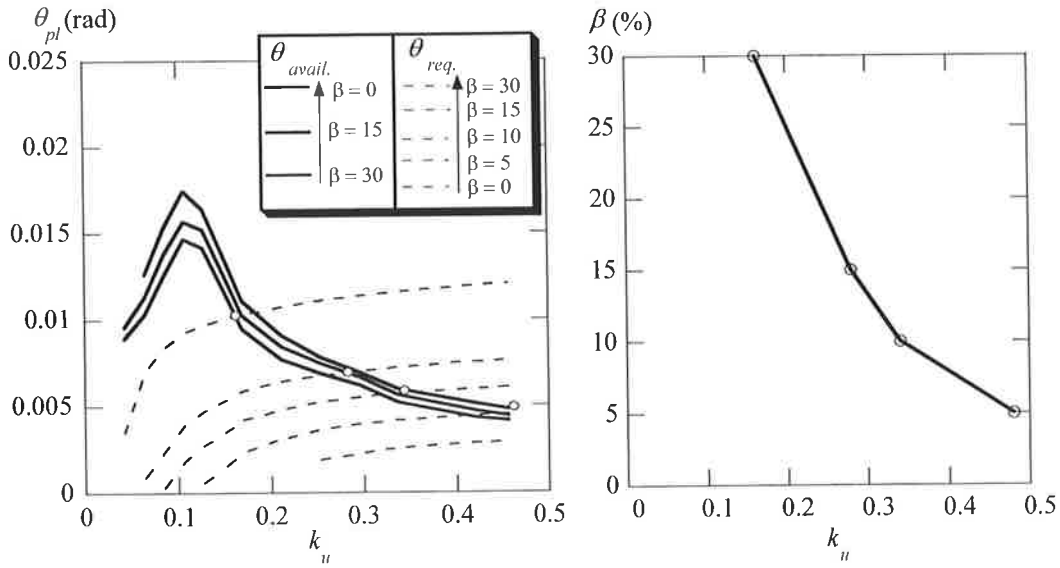 θpl (rad)
0.025
0.02
0.015
0.01
0.005
0
0 0.1 0.2 0.3 0.4 0.5
ku
θavail.
β = 0
β = 15
β = 30
θreq.
β = 30
β = 15
β = 10
β = 5
β = 0
β (%)
30
25
20
15
10
5
0
0 0.1 0.2 0.3 0.4 0.5
ku